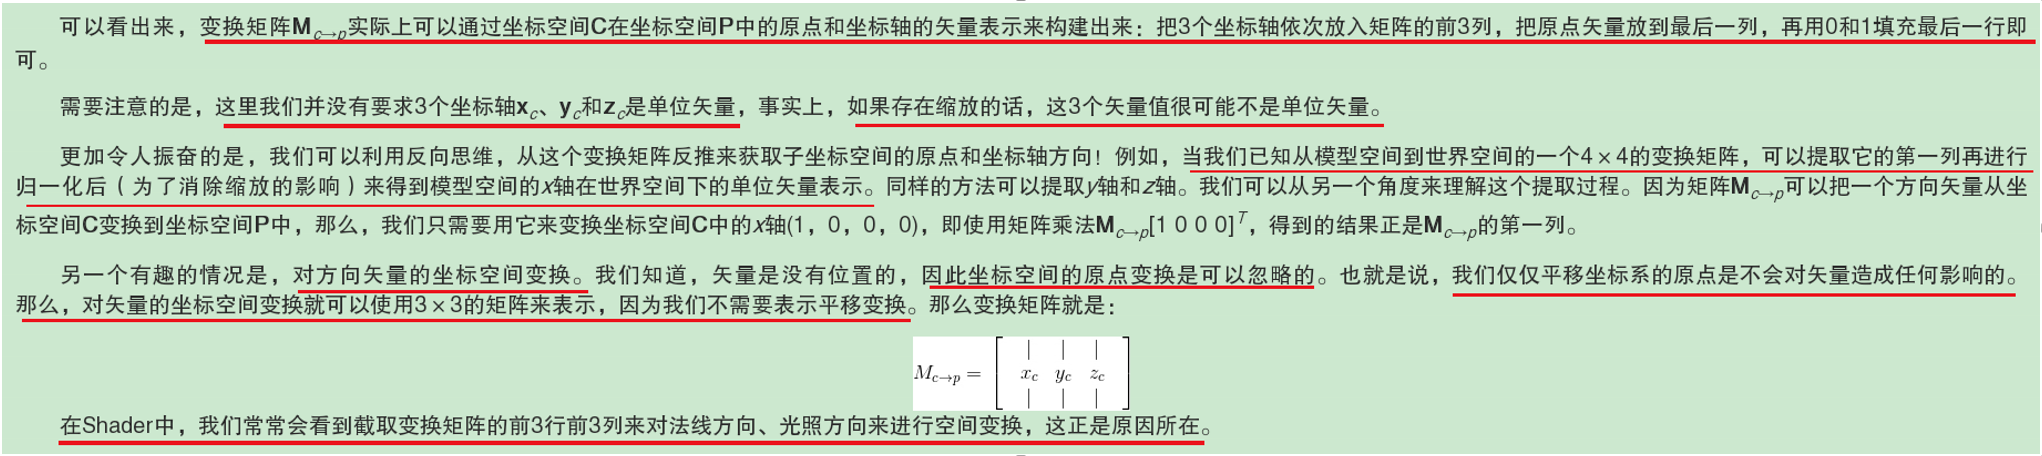 可以看出来，变换矩阵Mc→p实际上可以通过坐标空间C在坐标空间P中的原点和坐标轴的矢量表示来构建出来：把3个坐标轴依次放入矩阵的前3列，把原点矢量放到最后一列，再用0和1填充最后一行即
可。
需要注意的是，这里我们并没有要求3个坐标轴xc、yc和zc是单位矢量，事实上，如果存在缩放的话，这3个矢量值很可能不是单位矢量。
更加令人振奋的是，我们可以利用反向思维，从这个变换矩阵反推来获取子坐标空间的原点和坐标轴方向！例如，当我们已知从模型空间到世界空间的一个4×4的变换矩阵，可以提取它的第一列再进行
归一化后（为了消除缩放的影响）来得到模型空间的x轴在世界空间下的单位矢量表示。同样的方法可以提取y轴和z轴。我们可以从另一个角度来理解这个提取过程。因为矩阵Mc→p可以把一个方向矢量从坐
标空间C变换到坐标空间P中，那么，我们只需要用它来变换坐标空间C中的x轴(1，0，0，0)，即使用矩阵乘法Mc→p[1 0 0 0]T，得到的结果正是Mc→p的第一列。
另一个有趣的情况是，对方向矢量的坐标空间变换。我们知道，矢量是没有位置的，因此坐标空间的原点变换是可以忽略的。也就是说，我们仅仅平移坐标系的原点是不会对矢量造成任何影响的。
那么，对矢量的坐标空间变换就可以使用3×3的矩阵来表示，因为我们不需要表示平移变换。那么变换矩阵就是：
| | |
Mc→p = [ xc yc zc ]
| | |
在Shader中，我们常常会看到截取变换矩阵的前3行前3列来对法线方向、光照方向来进行空间变换，这正是原因所在。